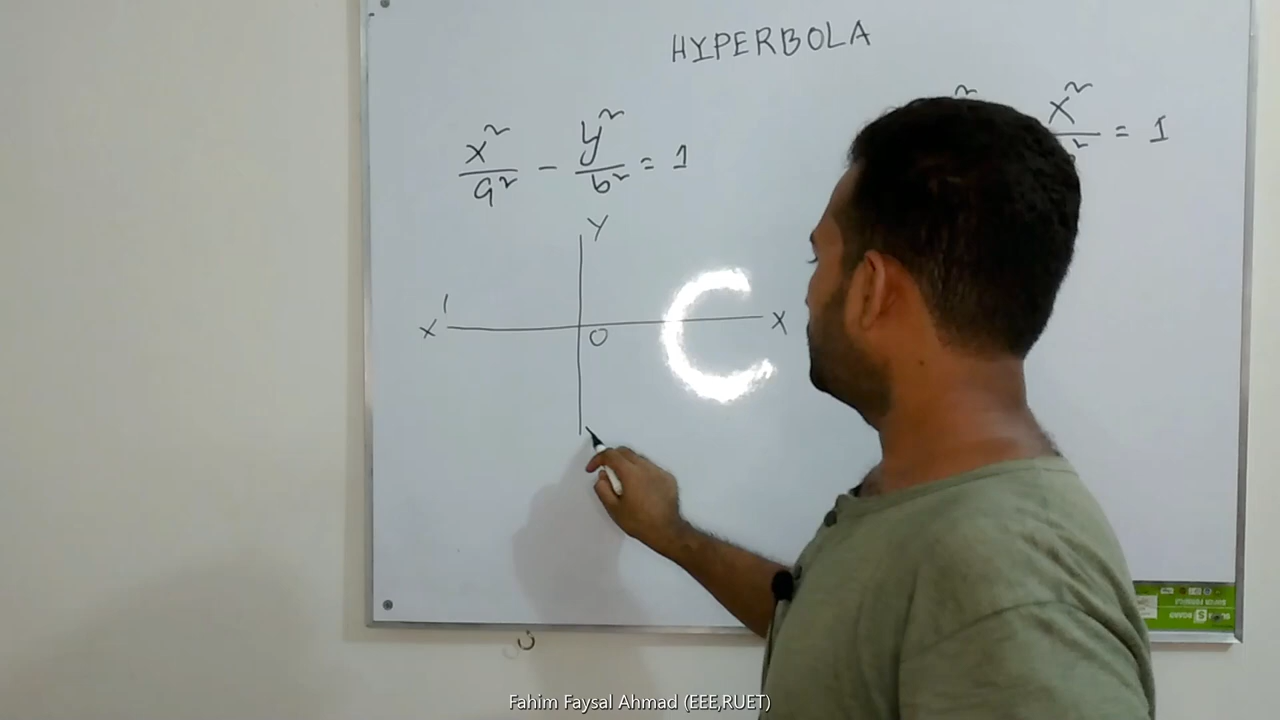 HYPERBOLA
x²/a² - y²/b² = 1
x² = 1
Y
X' O X
Fahim Faysal Ahmad (EEE,RUET)